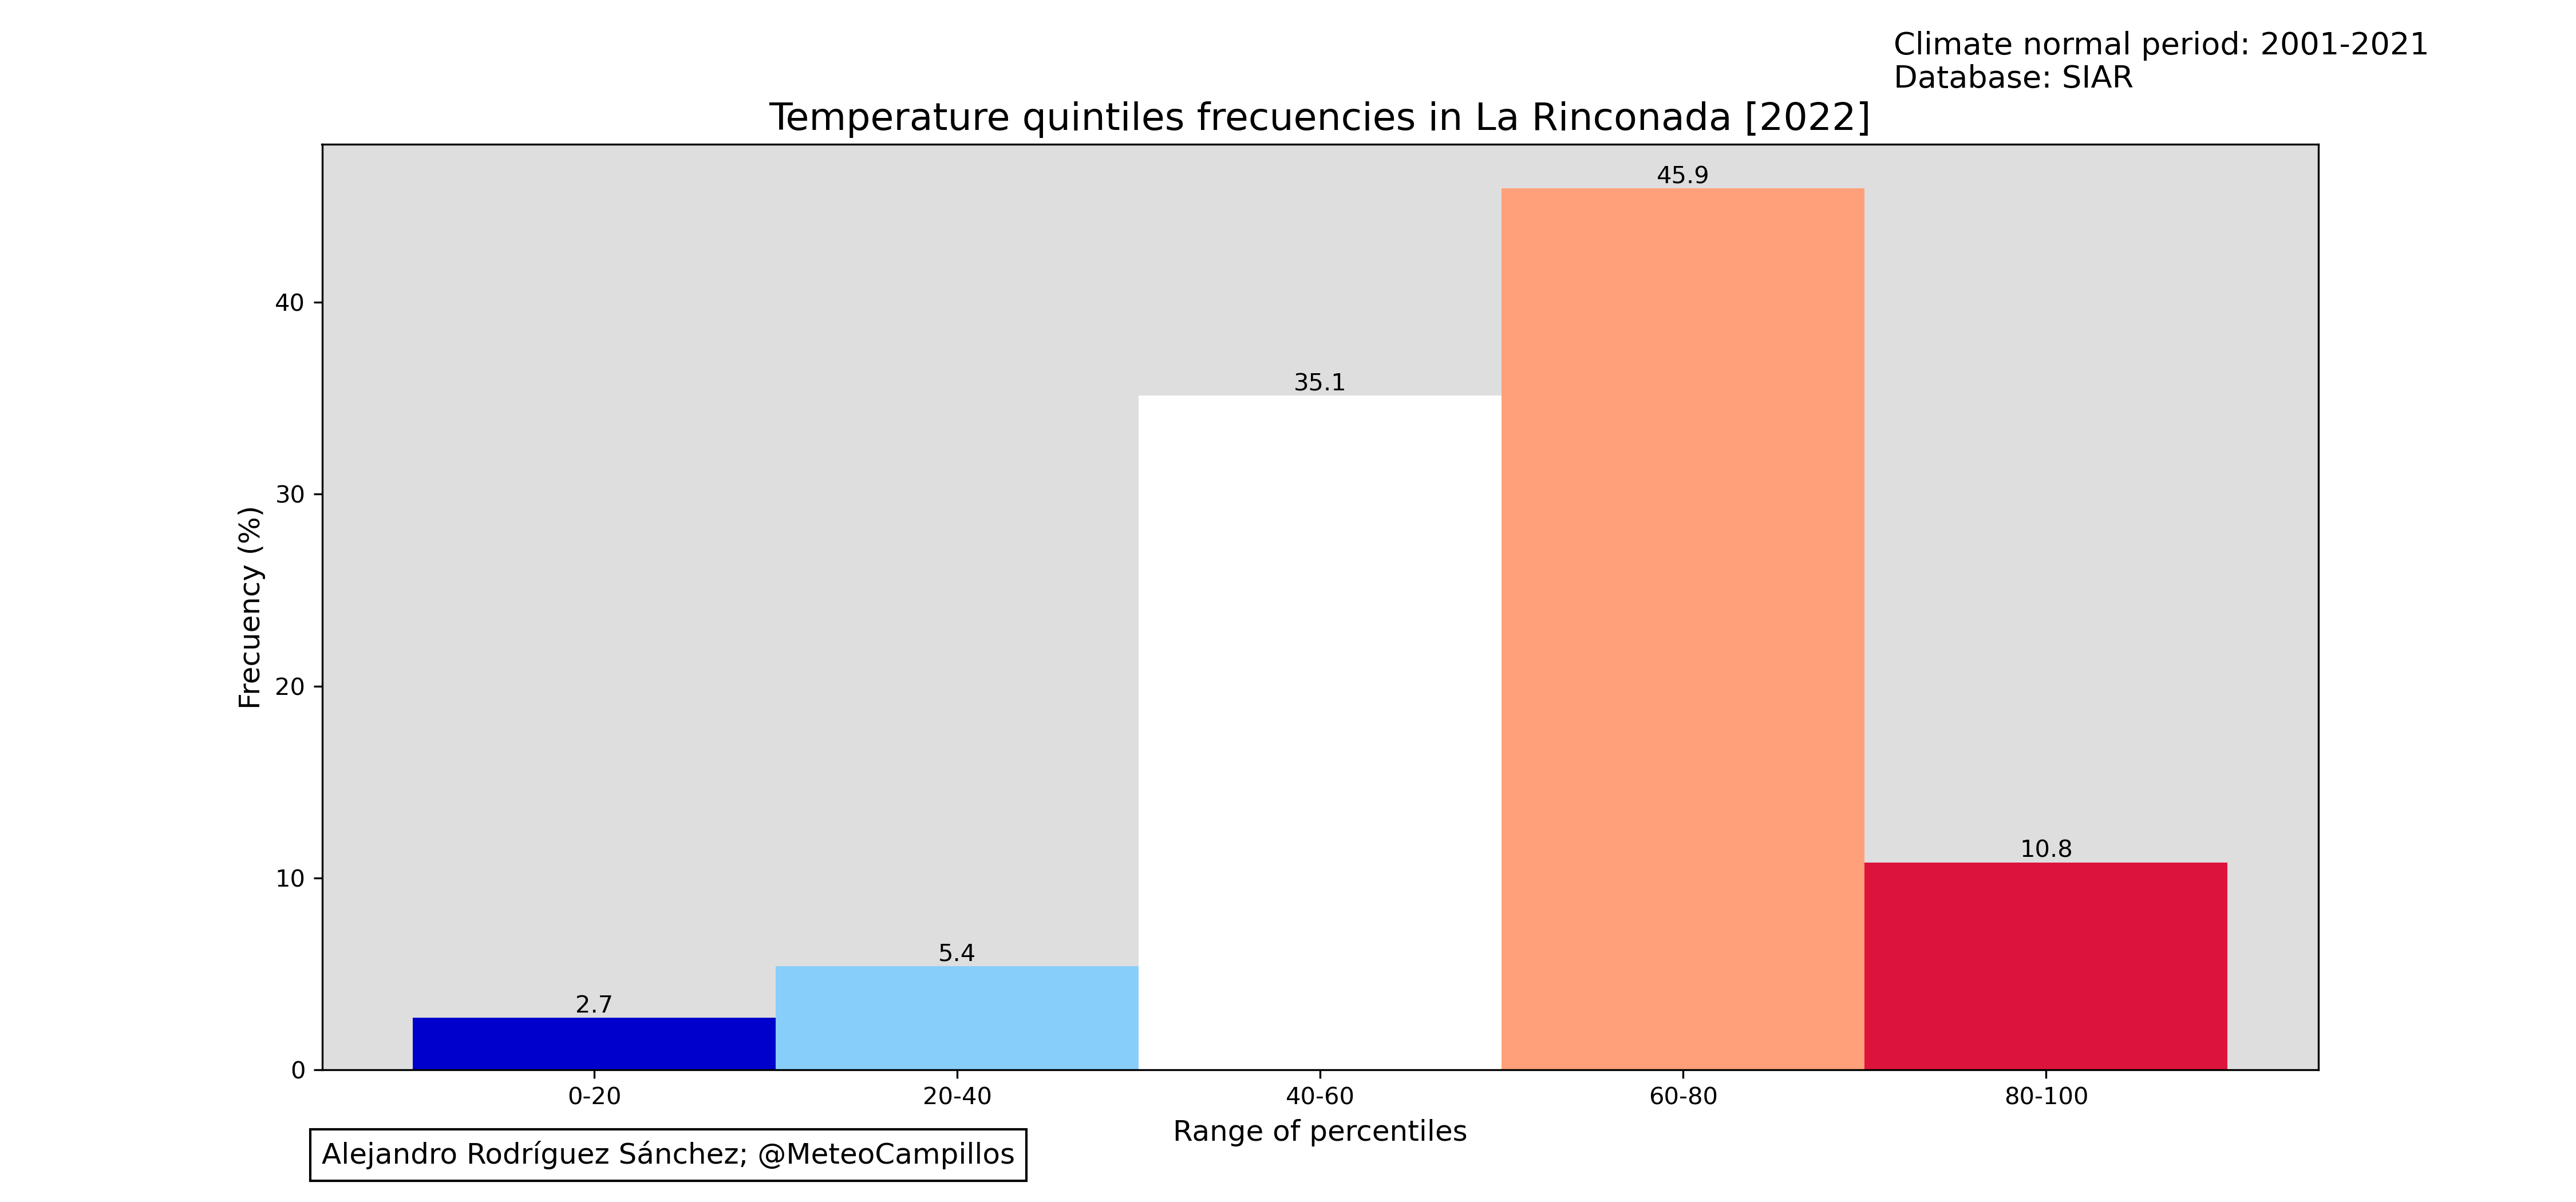 Climate normal period: 2001-2021
Database: SIAR
Temperature quintiles frecuencies in La Rinconada [2022]
45.9
40
35.1
30
Frecuency (%)
20
10.8
10
5.4
2.7
0
0-20
20-40
40-60
60-80
80-100
Range of percentiles
Alejandro Rodríguez Sánchez; @MeteoCampillos